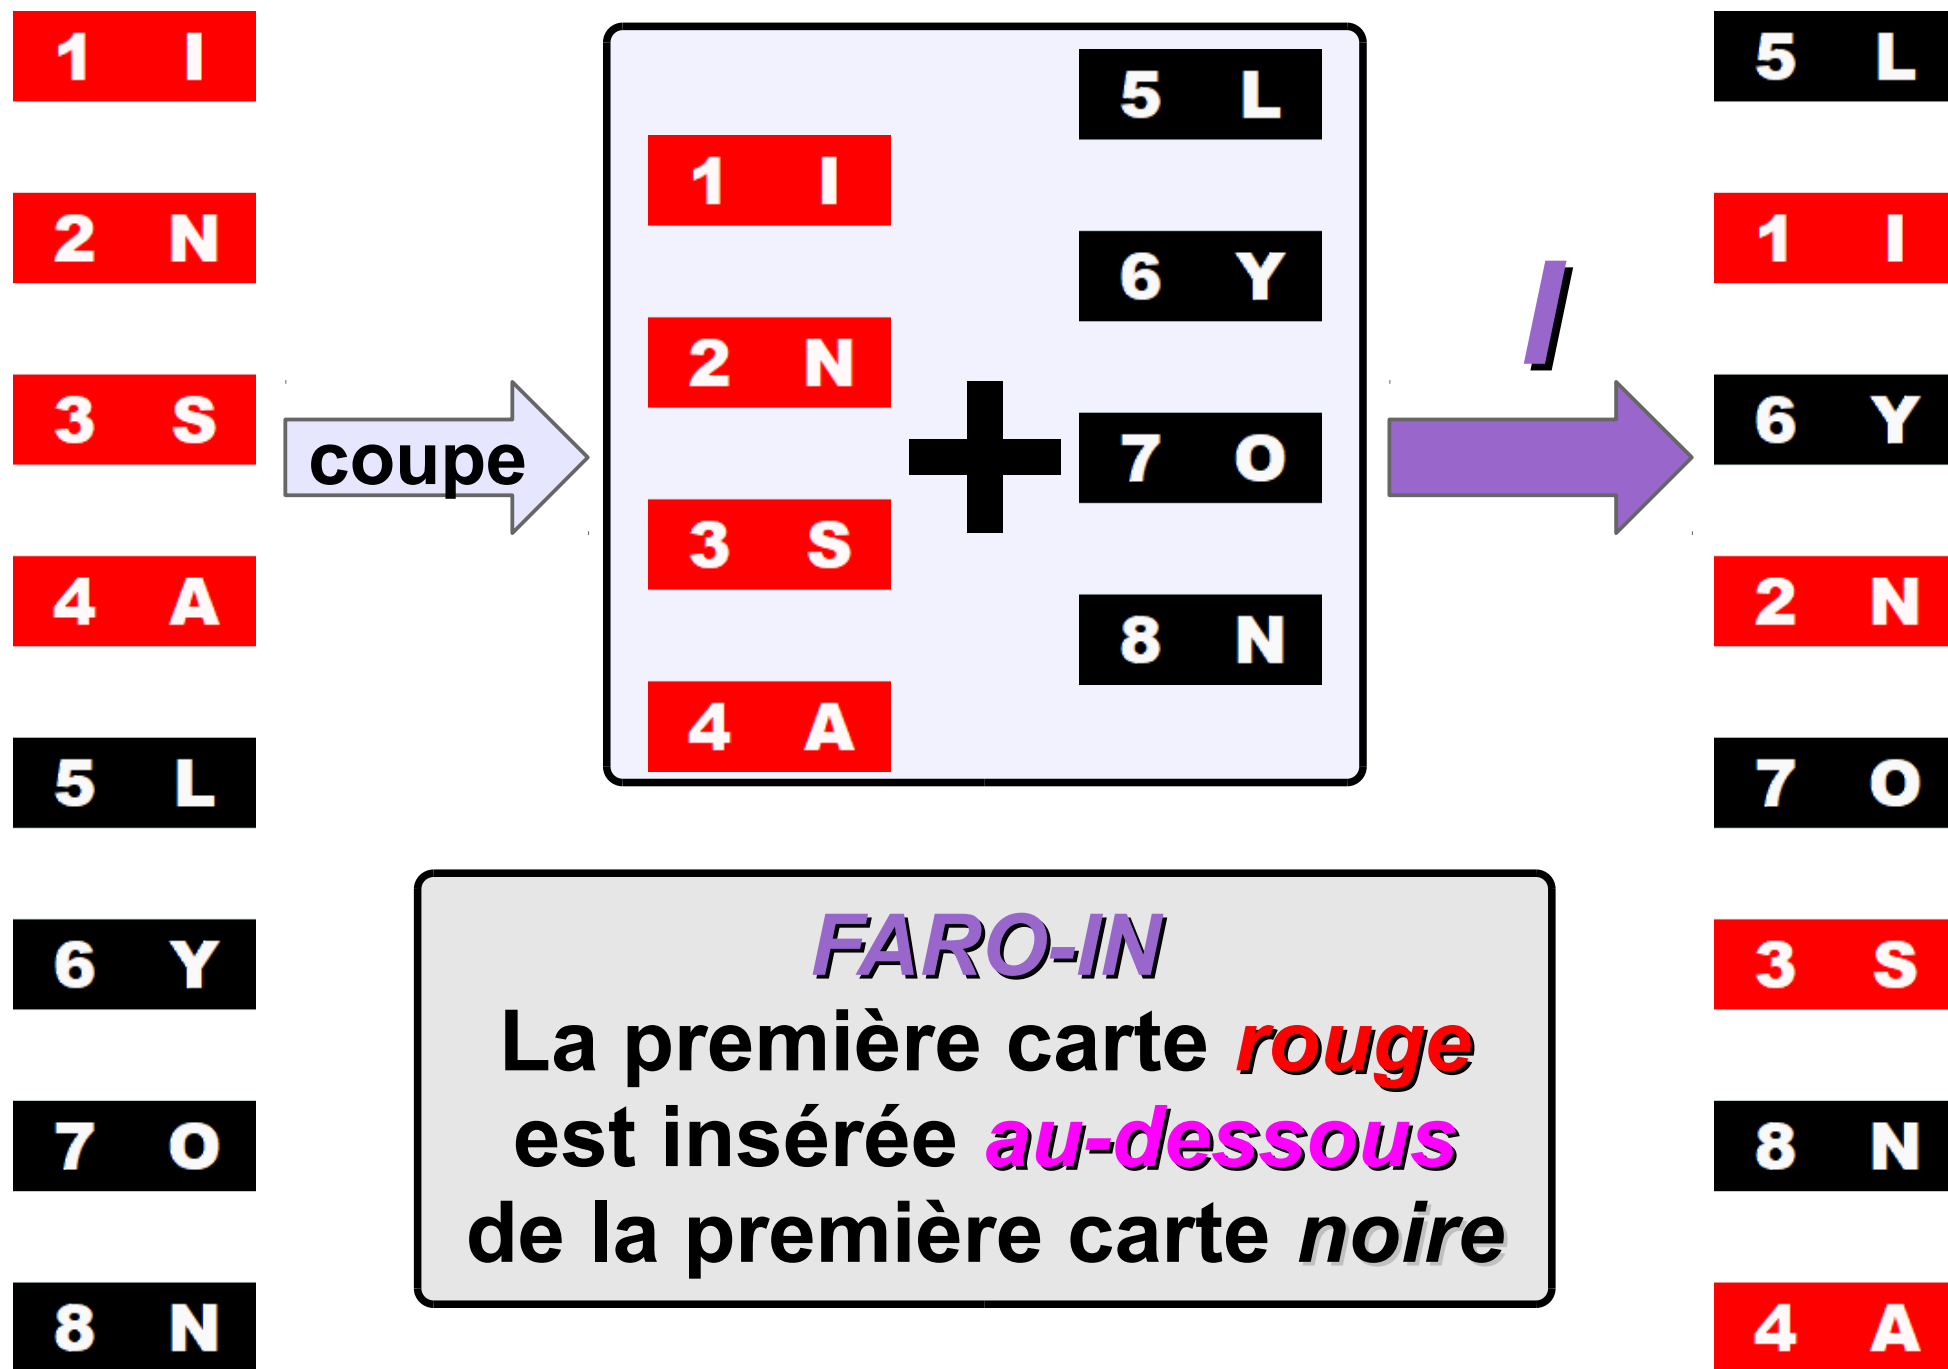 1 I
2 N
3 S
4 A
5 L
6 Y
7 O
8 N
coupe
1 I
2 N
3 S
4 A
+
5 L
6 Y
7 O
8 N
I
5 L
1 I
6 Y
2 N
7 O
3 S
8 N
4 A
FARO-IN
La première carte rouge
est insérée au-dessous
de la première carte noire